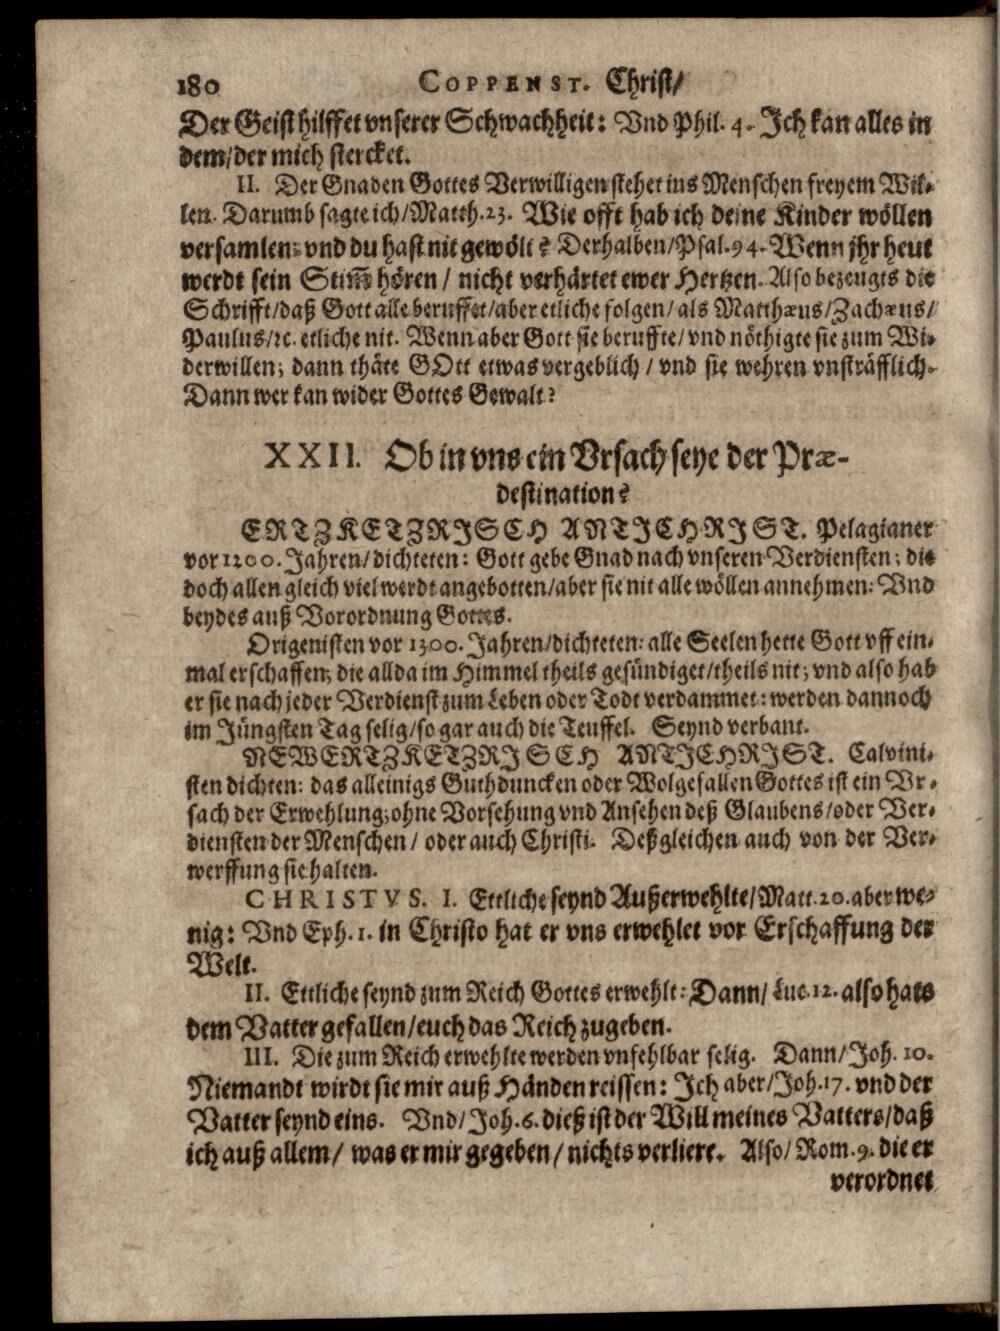 180 COPPENST. Christ/
Der Geist hilffet vnserer Schwachheit: Vnd Phil. 4. Ich kan alles in
dem/der mich stercket.
II. Der Gnaden Gottes Verwilligen stehet ins Menschen freyem Wil-
len. Darumb sagte ich/Matth.23. Wie offt hab ich deine Kinder wöllen
versamlen: vnd du hast nit gewölt? Derhalben/Psal.94. Wenn jhr heut
werdt sein Stim̃ hören/ nicht verhärtet ewer Hertzen. Also bezeugts die
Schrifft/daß Gott alle beruffet/aber etliche folgen/als Matthæus/Zachæus/
Paulus/ꝛc. etliche nit. Wenn aber Gott sie beruffte/vnd nöthigte sie zum Wi-
derwillen; dann thäte GOtt etwas vergeblich/ vnd sie wehren vnsträfflich.
Dann wer kan wider Gottes Gewalt?
XXII. Ob in vns ein Vrsach seye der Præ-
destination?
ERTZKETZRISCH ANTICHRIST. Pelagianer
vor 1200. Jahren/dichteten: Gott gebe Gnad nach vnseren Verdiensten; die
doch allen gleich viel werdt angebotten/aber sie nit alle wöllen annehmen: Vnd
beydes auß Vorordnung Gottes.
Origenisten vor 1300. Jahren/dichteten: alle Seelen hette Gott vff ein-
mal erschaffen; die allda im Himmel theils gesündiget/theils nit; vnd also hab
er sie nach jeder Verdienst zum Leben oder Todt verdammet: werden dannoch
im Jüngsten Tag selig/so gar auch die Teuffel. Seynd verbant.
NEWERTZKETZRISCH ANTICHRIST. Calvini-
sten dichten: das alleinigs Guthduncken oder Wolgefallen Gottes ist ein Vr-
sach der Erwehlung; ohne Vorsehung vnd Ansehen deß Glaubens/oder Ver-
diensten der Menschen/ oder auch Christi. Deßgleichen auch von der Ver-
werffung sie halten.
CHRISTVS. I. Ettliche seynd Außerwehlte/Matt.20. aber we-
nig: Vnd Eph.1. in Christo hat er vns erwehlet vor Erschaffung der
Welt.
II. Ettliche seynd zum Reich Gottes erwehlt: Dann/ Luc.12. also hats
dem Vatter gefallen/euch das Reich zugeben.
III. Die zum Reich erwehlte werden vnfehlbar selig. Dann/Joh. 10.
Niemandt wirdt sie mir auß Händen reissen: Ich aber/Joh.17. vnd der
Vatter seynd eins. Vnd/Joh.6. dieß ist der Will meines Vatters/daß
ich auß allem/ was er mir gegeben/nichts verliere. Also/Rom.9. die er
verordnet